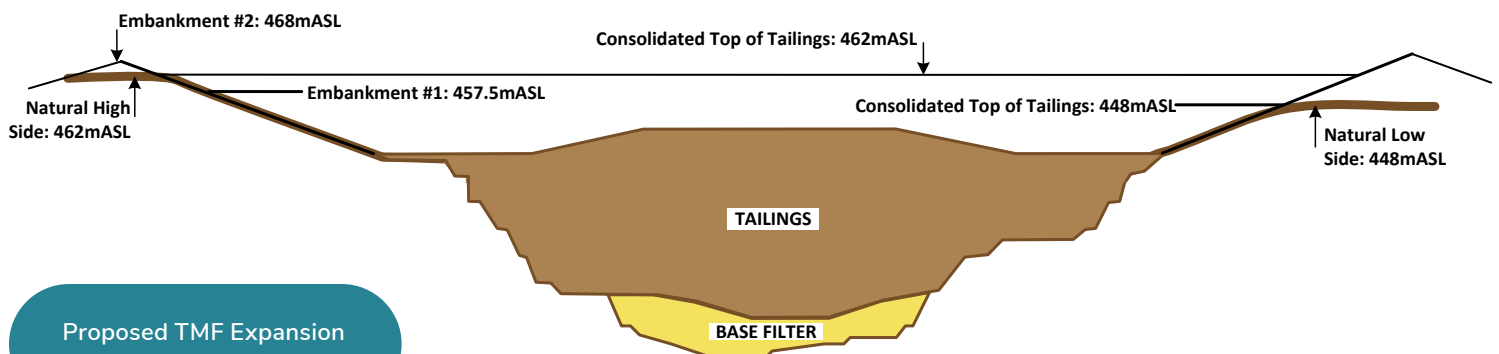 Embankment #2: 468mASL
Consolidated Top of Tailings: 462mASL
Natural High
Side: 462mASL
Embankment #1: 457.5mASL
Consolidated Top of Tailings: 448mASL
Natural Low
Side: 448mASL
TAILINGS
BASE FILTER
Proposed TMF Expansion